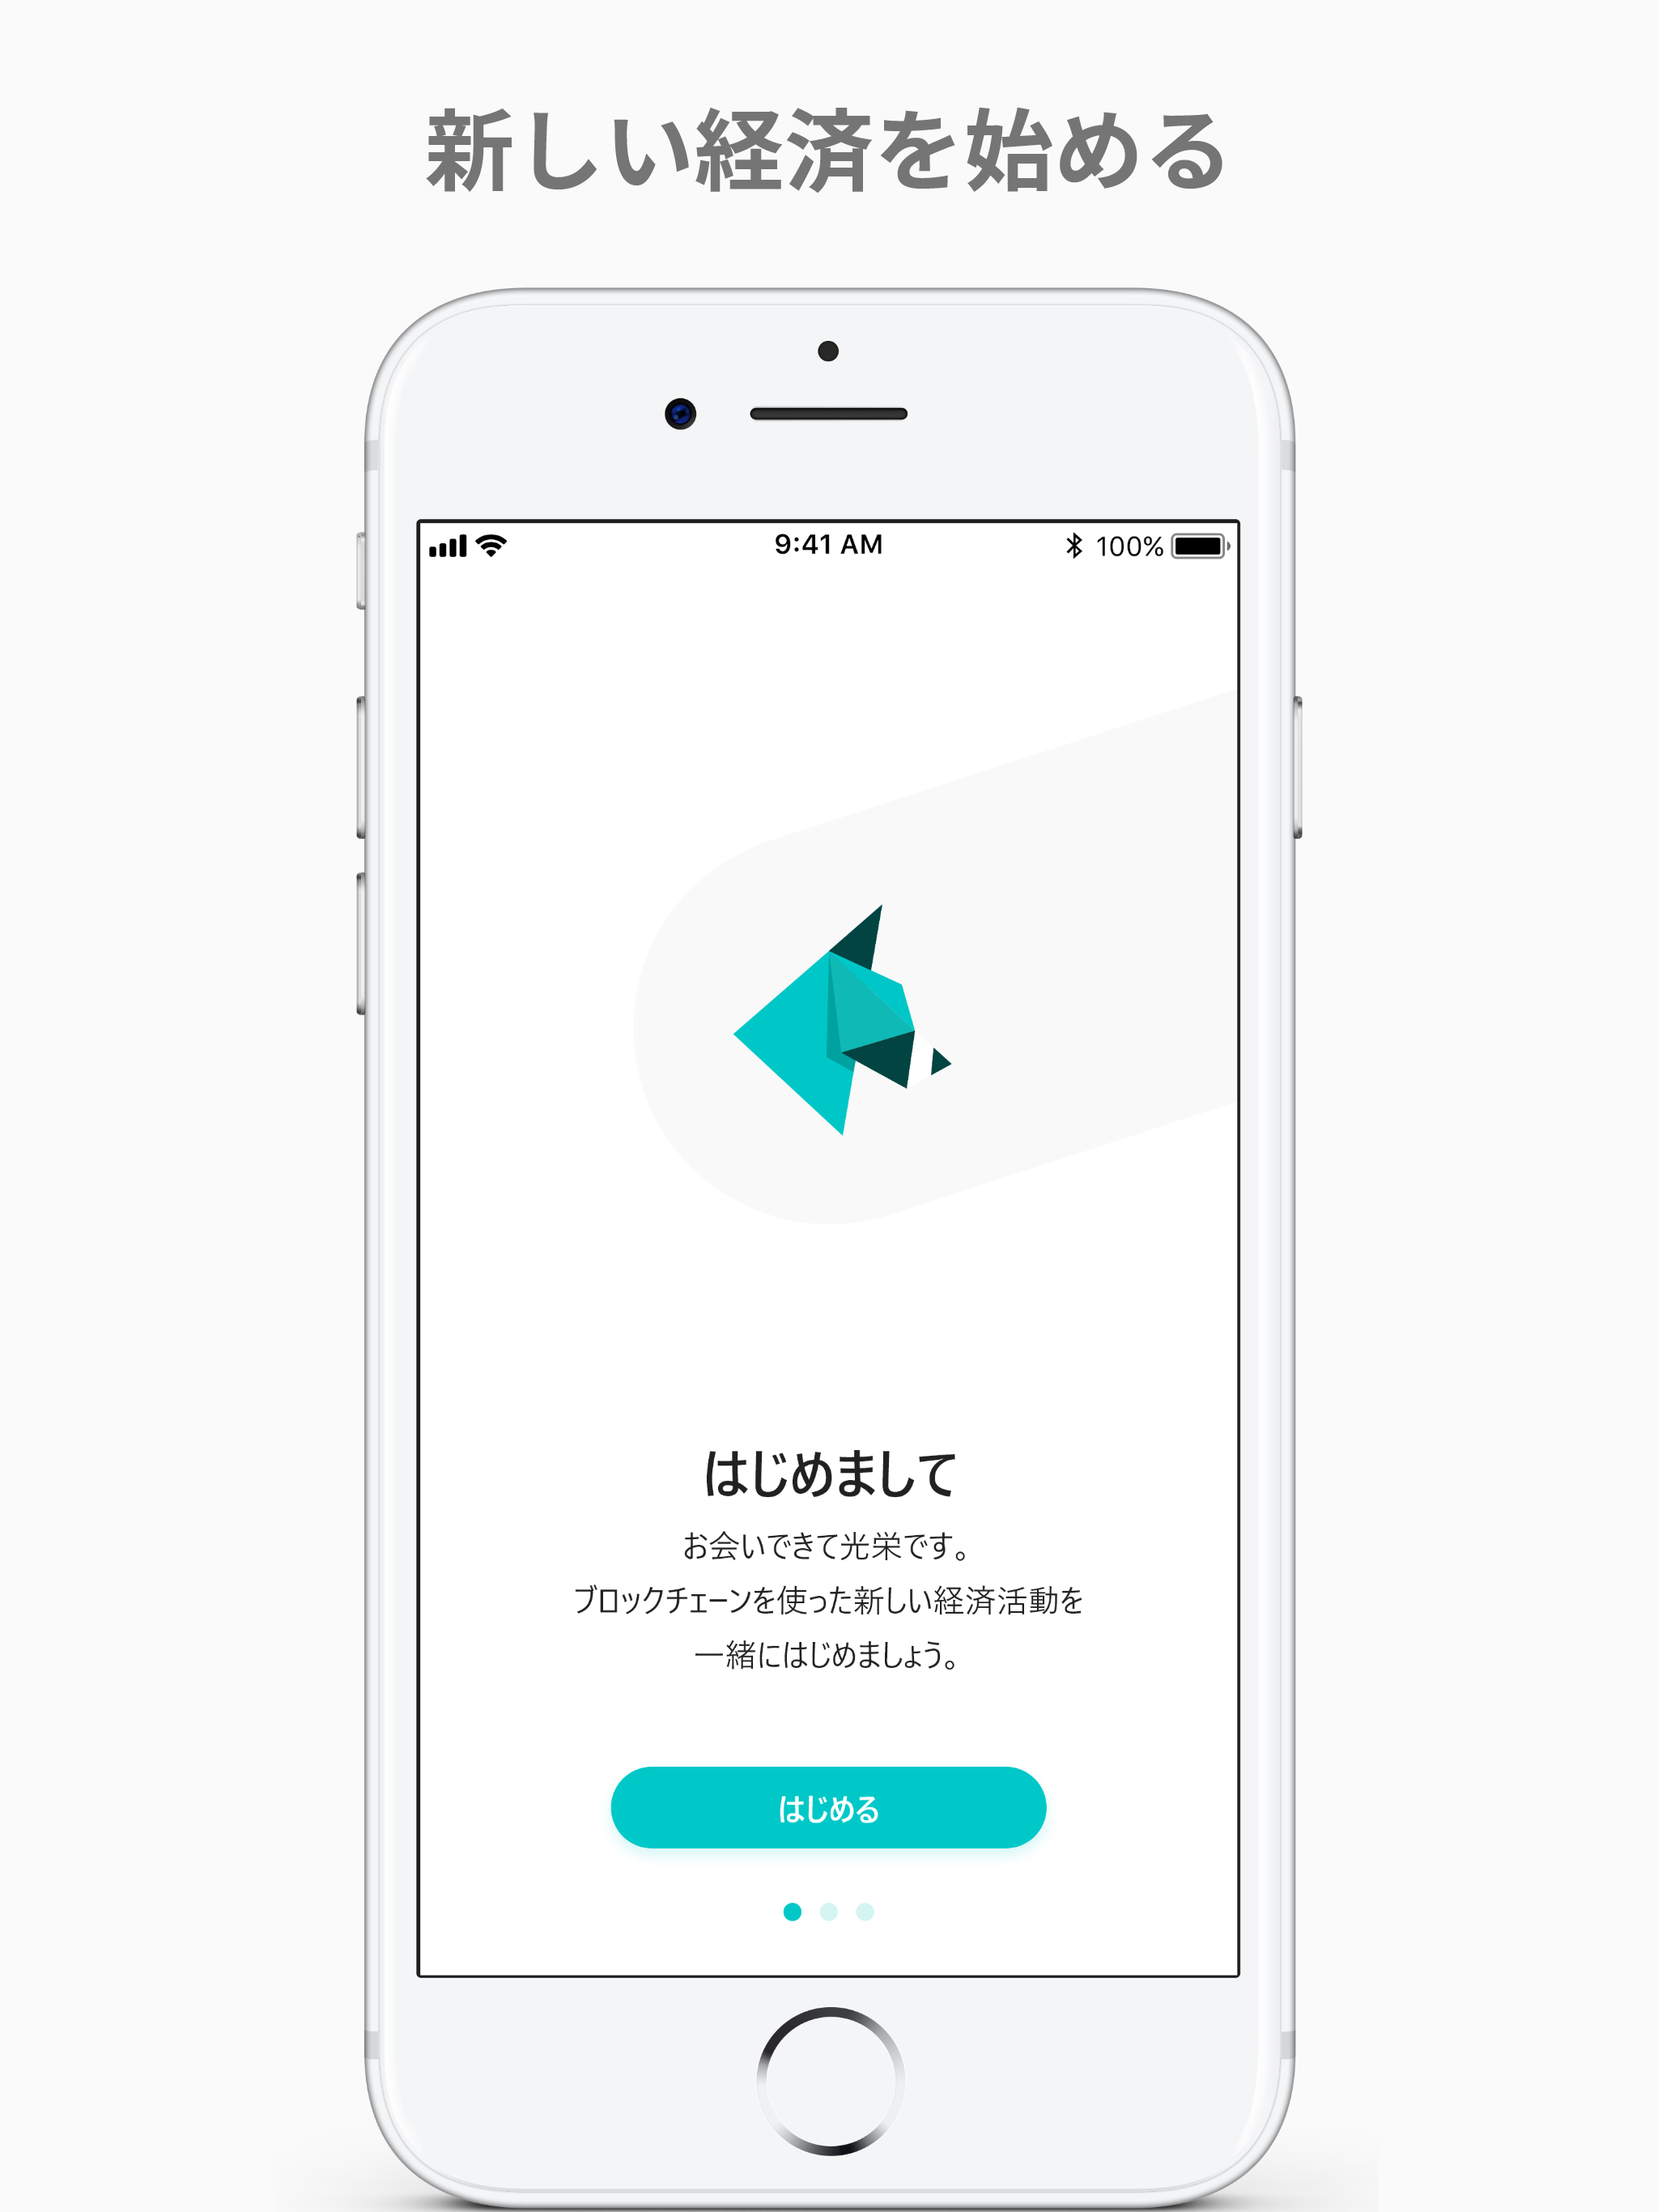 新しい経済を始める
9:41 AM
100%
はじめまして
お会いできて光栄です。
ブロックチェーンを使った新しい経済活動を
一緒にはじめましょう。
はじめる